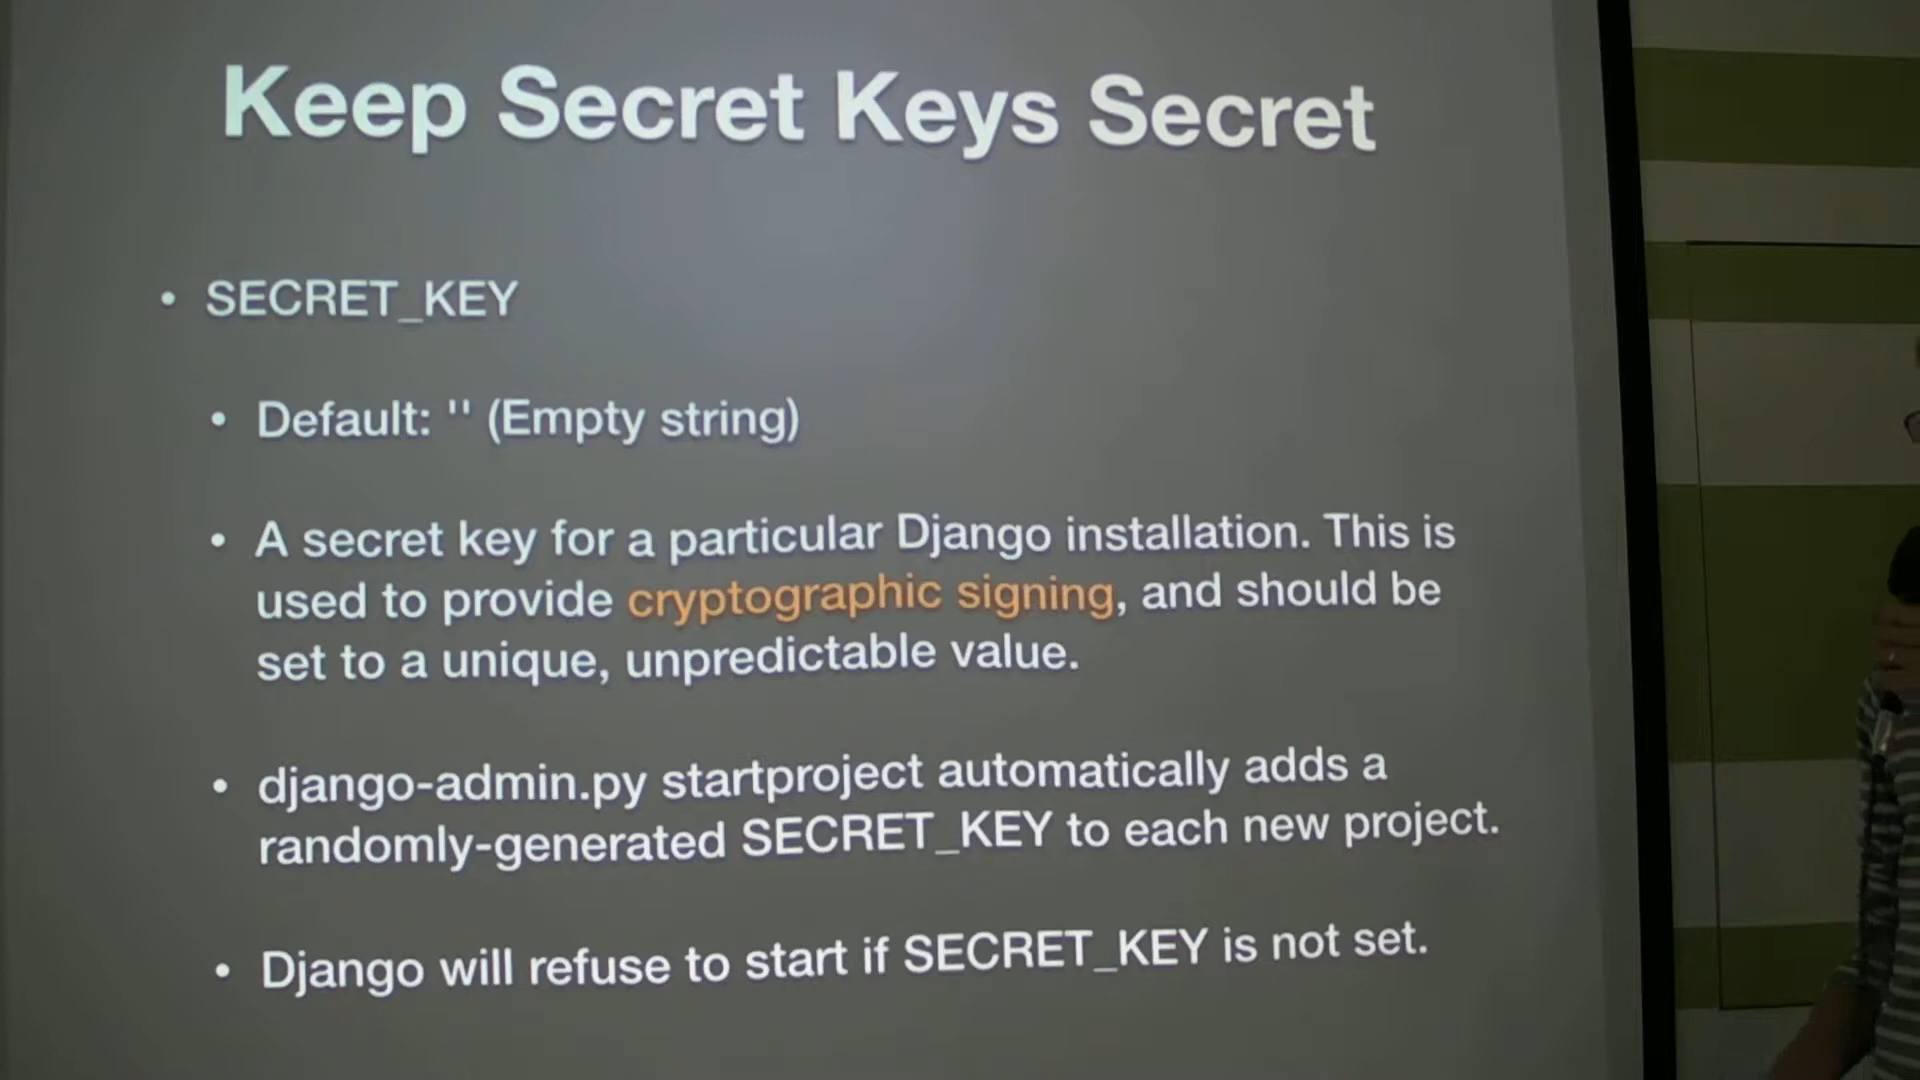 Keep Secret Keys Secret
• SECRET_KEY
• Default: '' (Empty string)
• A secret key for a particular Django installation. This is
used to provide cryptographic signing, and should be
set to a unique, unpredictable value.
• django-admin.py startproject automatically adds a
randomly-generated SECRET_KEY to each new project.
• Django will refuse to start if SECRET_KEY is not set.